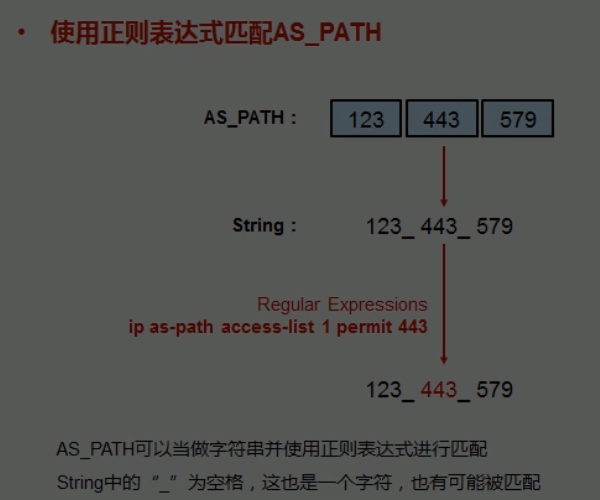 • 使用正则表达式匹配AS_PATH
AS_PATH： 123 443 579
String： 123_ 443_ 579
Regular Expressions
ip as-path access-list 1 permit 443
123_ 443_ 579
AS_PATH可以当做字符串并使用正则表达式进行匹配
String中的“_”为空格，这也是一个字符，也有可能被匹配